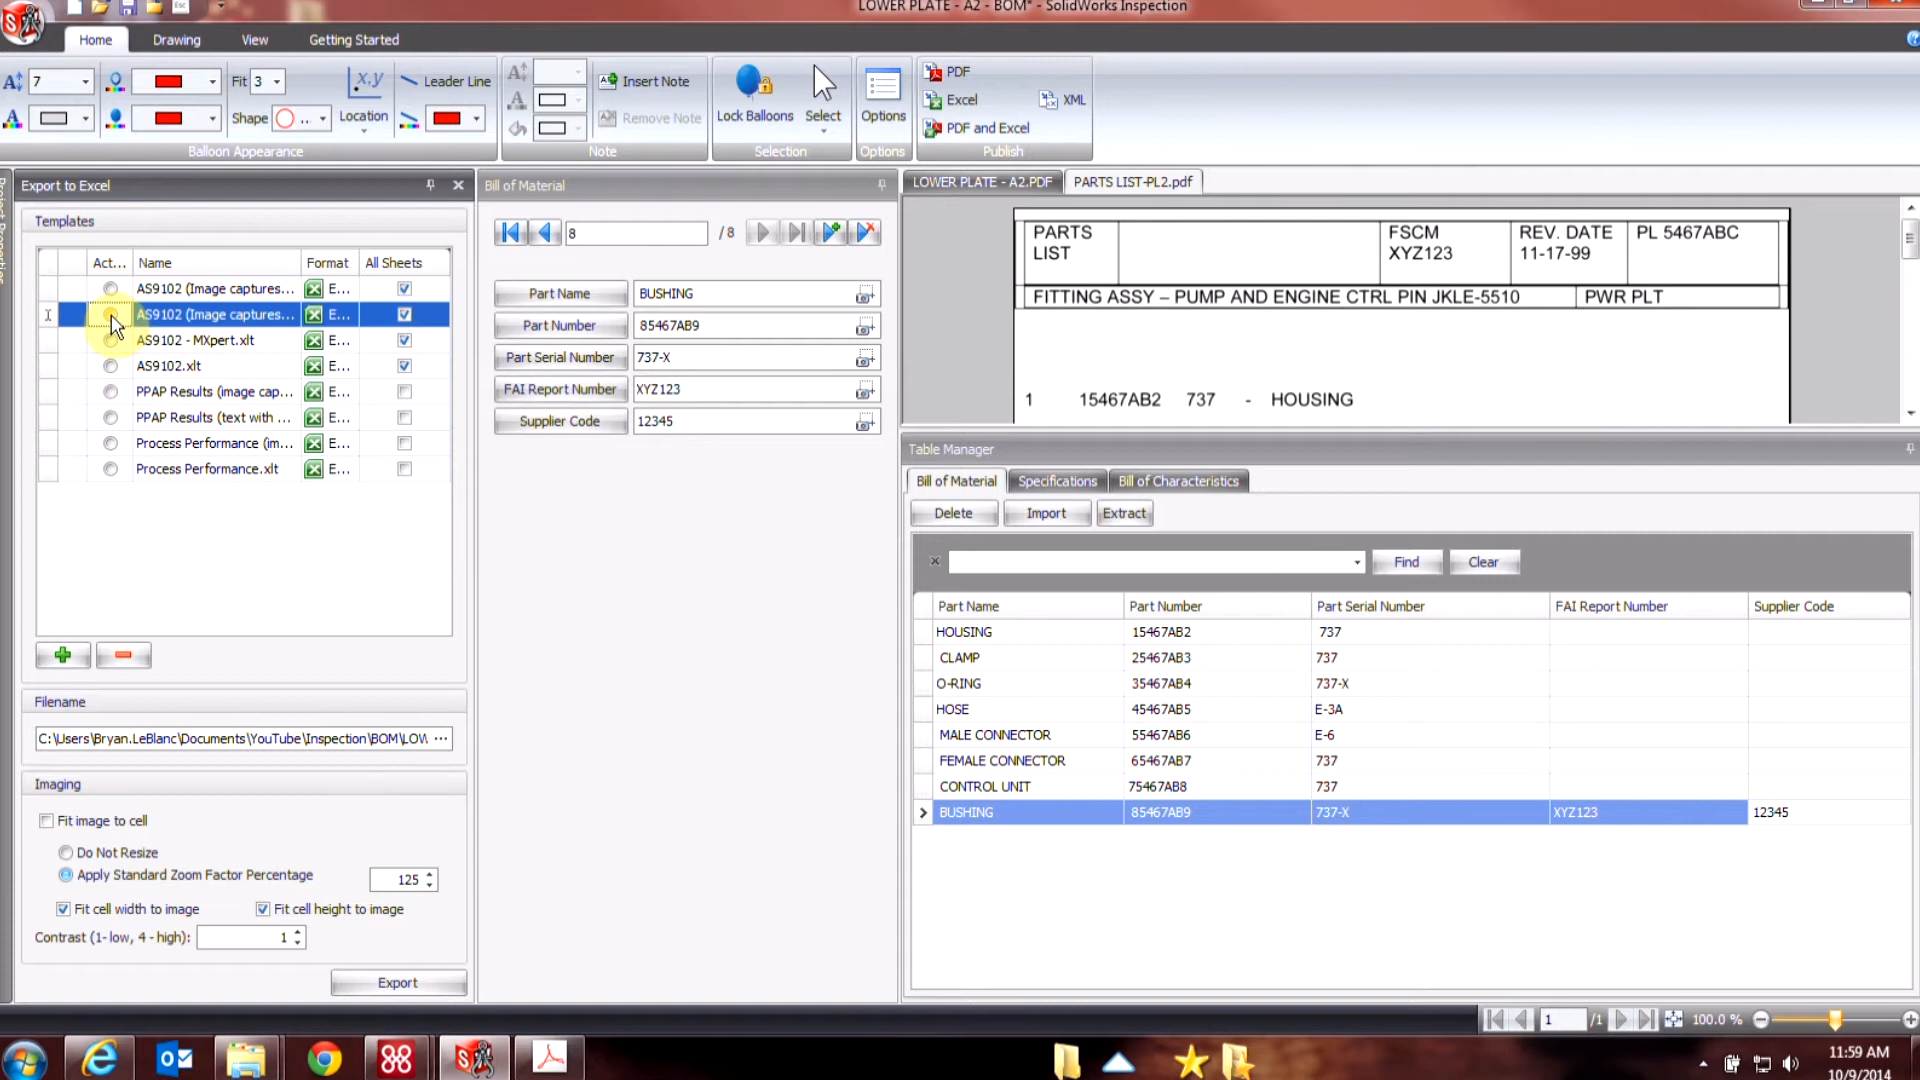 Esc
LOWER PLATE - A2 - BOM* - SolidWorks Inspection
Home Drawing View Getting Started
7 Fit 3 x,y Leader Line Insert Note PDF
Excel XML
Shape ... Location Remove Note Lock Balloons Select Options
PDF and Excel
Balloon Appearance Note Selection Options Publish
Project Properties
Export to Excel
Templates
Act... Name Format All Sheets
AS9102 (Image captures... E...
AS9102 (Image captures... E...
AS9102 - MXpert.xlt E...
AS9102.xlt E...
PPAP Results (image cap... E...
PPAP Results (text with ... E...
Process Performance (im... E...
Process Performance.xlt E...
Filename
C:\Users\Bryan.LeBlanc\Documents\YouTube\Inspection\BOM\LOW ...
Imaging
Fit image to cell
Do Not Resize
Apply Standard Zoom Factor Percentage 125
Fit cell width to image Fit cell height to image
Contrast (1- low, 4 - high): 1
Export
Bill of Material
8 / 8
Part Name BUSHING
Part Number 85467AB9
Part Serial Number 737-X
FAI Report Number XYZ123
Supplier Code 12345
LOWER PLATE - A2.PDF PARTS LIST-PL2.pdf
PARTS LIST FSCM XYZ123 REV. DATE 11-17-99 PL 5467ABC
FITTING ASSY – PUMP AND ENGINE CTRL PIN JKLE-5510 PWR PLT
1 15467AB2 737 - HOUSING
Table Manager
Bill of Material Specifications Bill of Characteristics
Delete Import Extract
Find Clear
Part Name Part Number Part Serial Number FAI Report Number Supplier Code
HOUSING 15467AB2 737
CLAMP 25467AB3 737
O-RING 35467AB4 737-X
HOSE 45467AB5 E-3A
MALE CONNECTOR 55467AB6 E-6
FEMALE CONNECTOR 65467AB7 737
CONTROL UNIT 75467AB8 737
BUSHING 85467AB9 737-X XYZ123 12345
1 /1 100.0 %
11:59 AM
10/9/2014